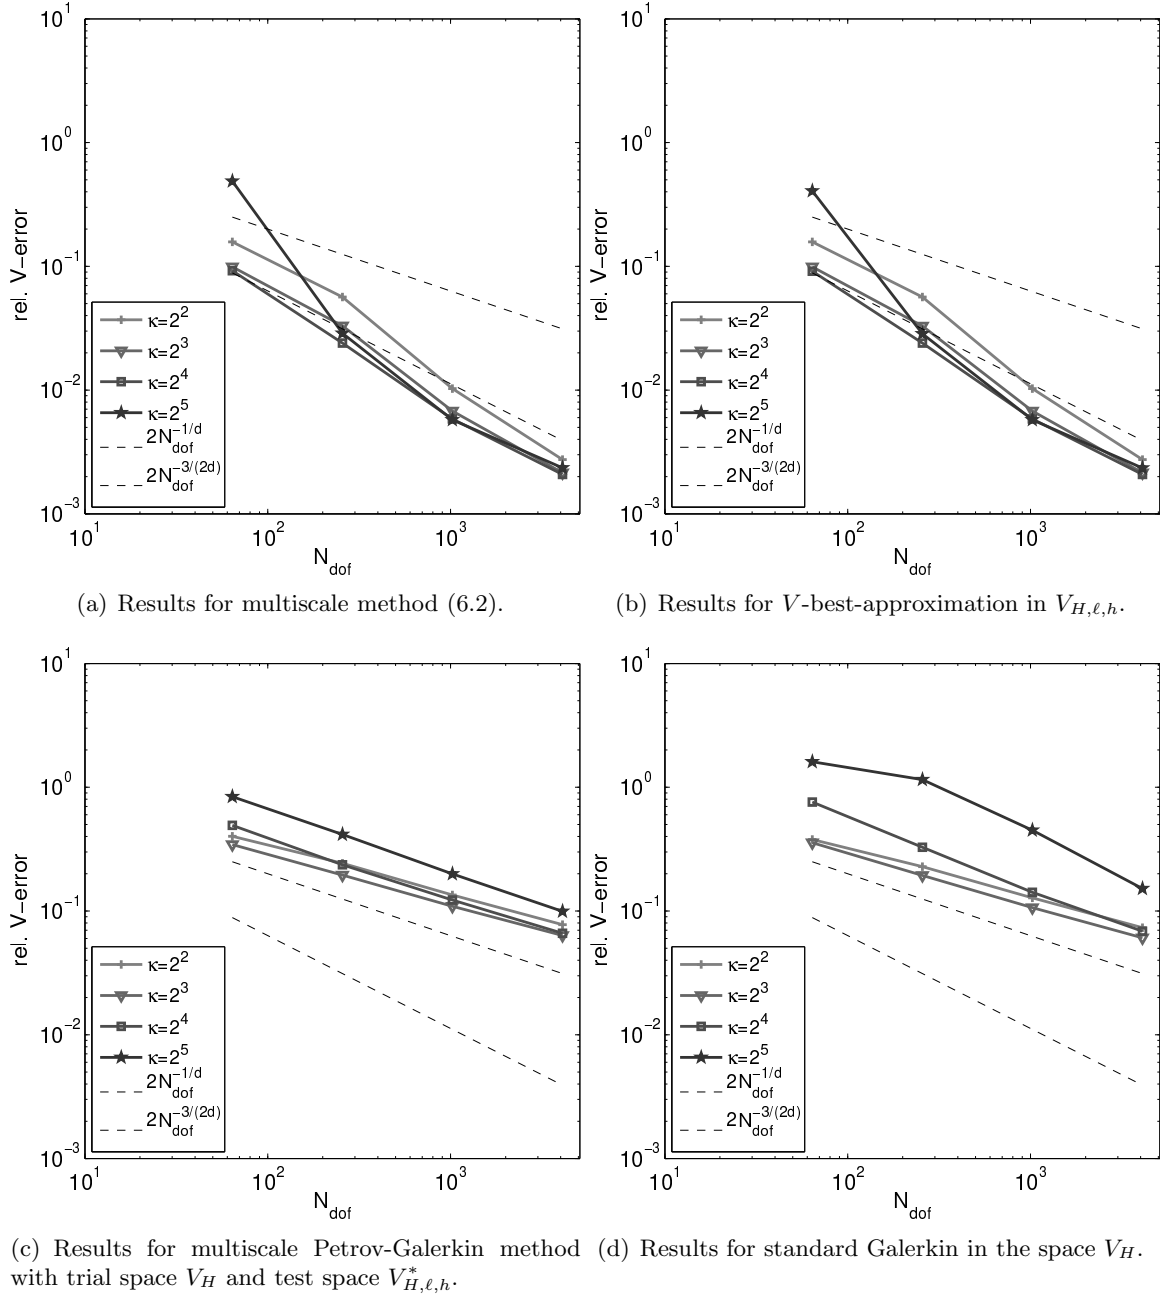 10^1
10^0
10^-1
10^-2
10^-3
rel. V−error
κ=2^2
κ=2^3
κ=2^4
κ=2^5
2N_dof^-1/d
2N_dof^-3/(2d)
10^1 10^2 10^3
N_dof
(a) Results for multiscale method (6.2).
10^1
10^0
10^-1
10^-2
10^-3
rel. V−error
κ=2^2
κ=2^3
κ=2^4
κ=2^5
2N_dof^-1/d
2N_dof^-3/(2d)
10^1 10^2 10^3
N_dof
(b) Results for V-best-approximation in V_H,ℓ,h.
10^1
10^0
10^-1
10^-2
10^-3
rel. V−error
κ=2^2
κ=2^3
κ=2^4
κ=2^5
2N_dof^-1/d
2N_dof^-3/(2d)
10^1 10^2 10^3
N_dof
(c) Results for multiscale Petrov-Galerkin method
with trial space V_H and test space V*_H,ℓ,h.
10^1
10^0
10^-1
10^-2
10^-3
rel. V−error
κ=2^2
κ=2^3
κ=2^4
κ=2^5
2N_dof^-1/d
2N_dof^-3/(2d)
10^1 10^2 10^3
N_dof
(d) Results for standard Galerkin in the space V_H.